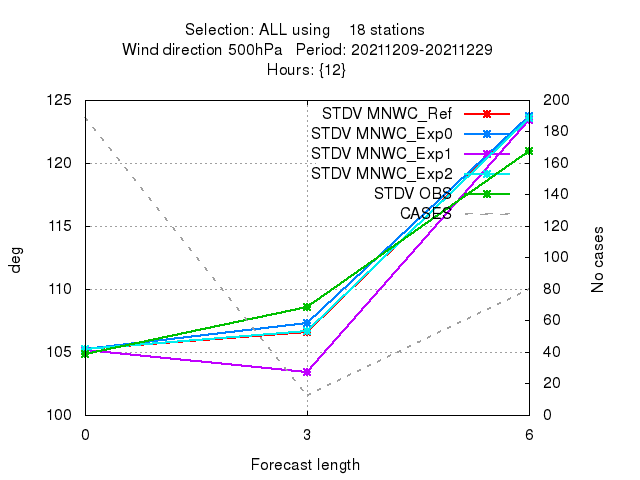 Selection: ALL using 18 stations
Wind direction 500hPa Period: 20211209-20211229
Hours: {12}
125
120
115
110
105
100
200
180
160
140
120
100
80
60
40
20
0
STDV MNWC_Ref
STDV MNWC_Exp0
STDV MNWC_Exp1
STDV MNWC_Exp2
STDV OBS
CASES
deg
No cases
0 3 6
Forecast length